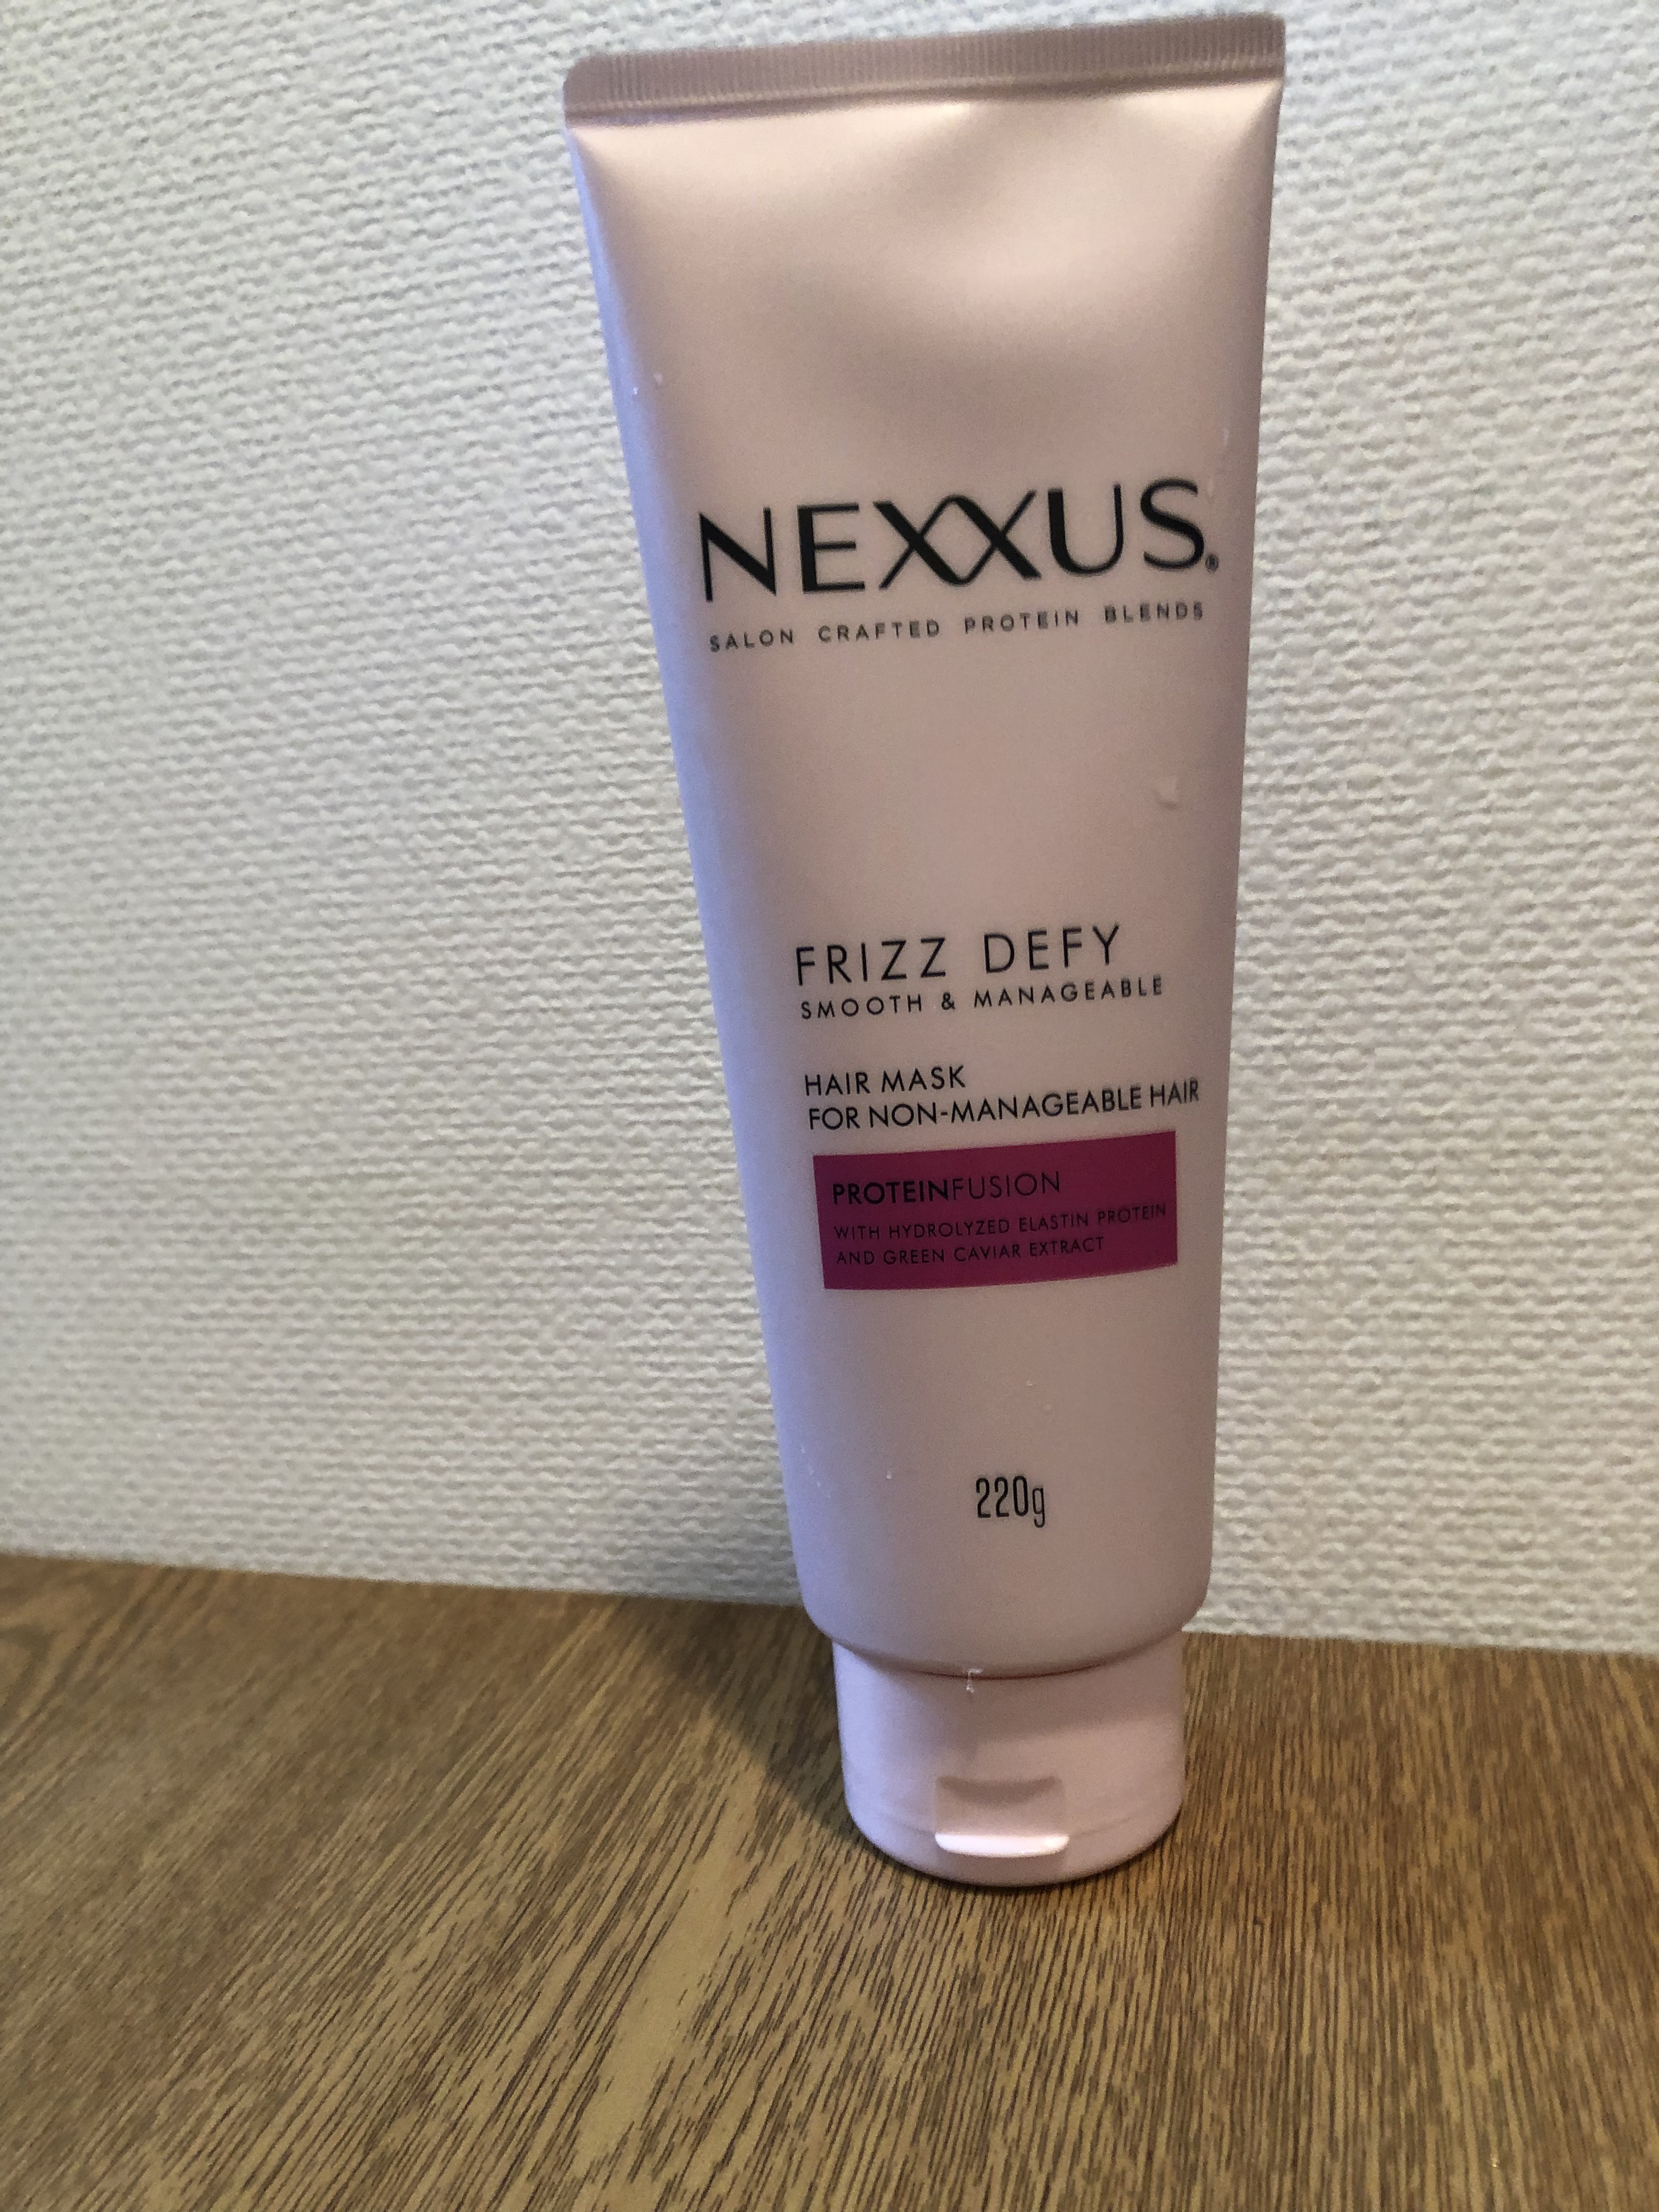 NEXXUS®
SALON CRAFTED PROTEIN BLENDS
FRIZZ DEFY
SMOOTH & MANAGEABLE
HAIR MASK
FOR NON-MANAGEABLE HAIR
PROTEINFUSION
WITH HYDROLYZED ELASTIN PROTEIN
AND GREEN CAVIAR EXTRACT
220g